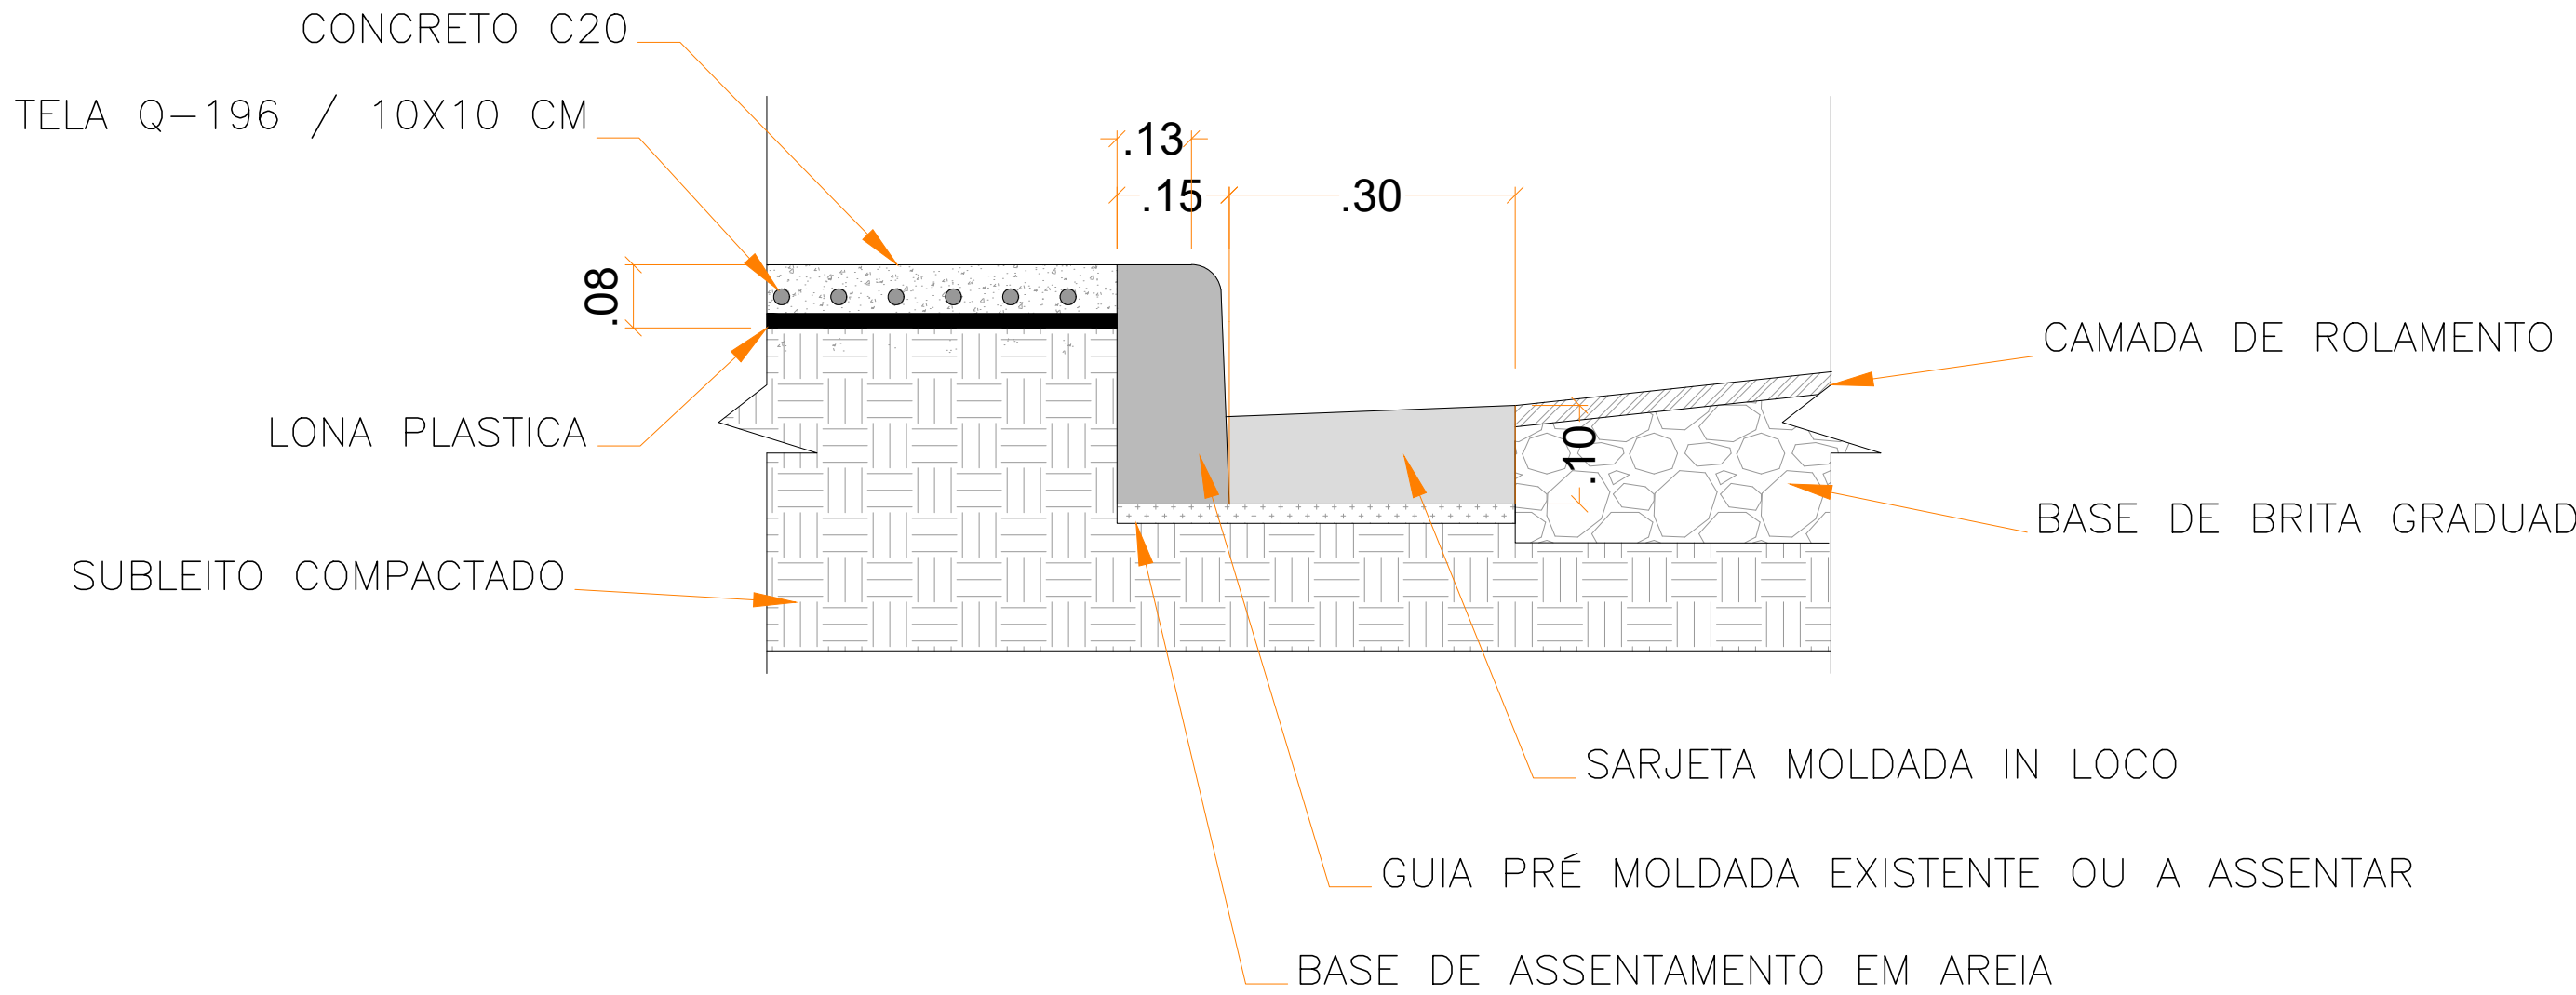 CONCRETO C20
TELA Q-196 / 10X10 CM
.13
.15
.30
.08
CAMADA DE ROLAMENTO
LONA PLASTICA
.10
BASE DE BRITA GRADUAD
SUBLEITO COMPACTADO
SARJETA MOLDADA IN LOCO
GUIA PRÉ MOLDADA EXISTENTE OU A ASSENTAR
BASE DE ASSENTAMENTO EM AREIA